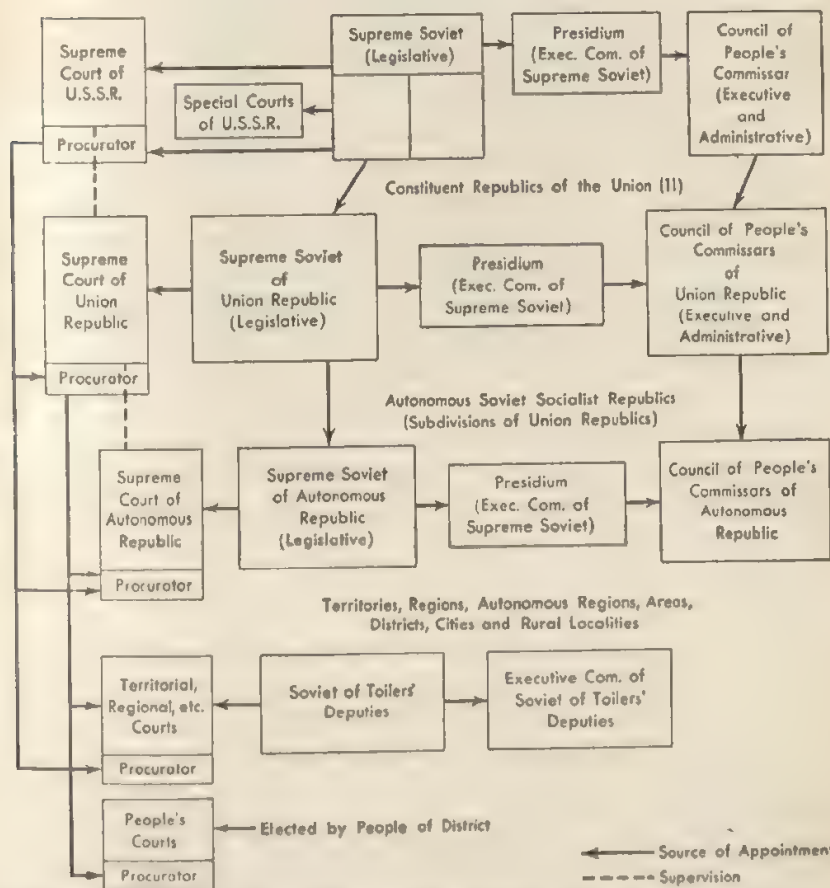 Supreme
Court of
U.S.S.R.
Procurator
Special Courts
of U.S.S.R.
Supreme Soviet
(Legislative)
Presidium
(Exec. Com. of
Supreme Soviet)
Council of
People's
Commissar
(Executive
and
Administrative)
Constituent Republics of the Union (11)
Supreme
Court of
Union
Republic
Procurator
Supreme Soviet
of
Union Republic
(Legislative)
Presidium
(Exec. Com. of
Supreme Soviet)
Council of People's
Commissars
of
Union Republic
(Executive and
Administrative)
Autonomous Soviet Socialist Republics
(Subdivisions of Union Republics)
Supreme
Court of
Autonomous
Republic
Procurator
Supreme Soviet
of Autonomous
Republic
(Legislative)
Presidium
(Exec. Com. of
Supreme Soviet)
Council of People's
Commissars of
Autonomous
Republic
Territories, Regions, Autonomous Regions, Areas,
Districts, Cities and Rural Localities
Territorial,
Regional, etc.
Courts
Procurator
Soviet of Toilers'
Deputies
Executive Com. of
Soviet of Toilers'
Deputies
People's
Courts
Procurator
Elected by People of District
Source of Appointment
Supervision